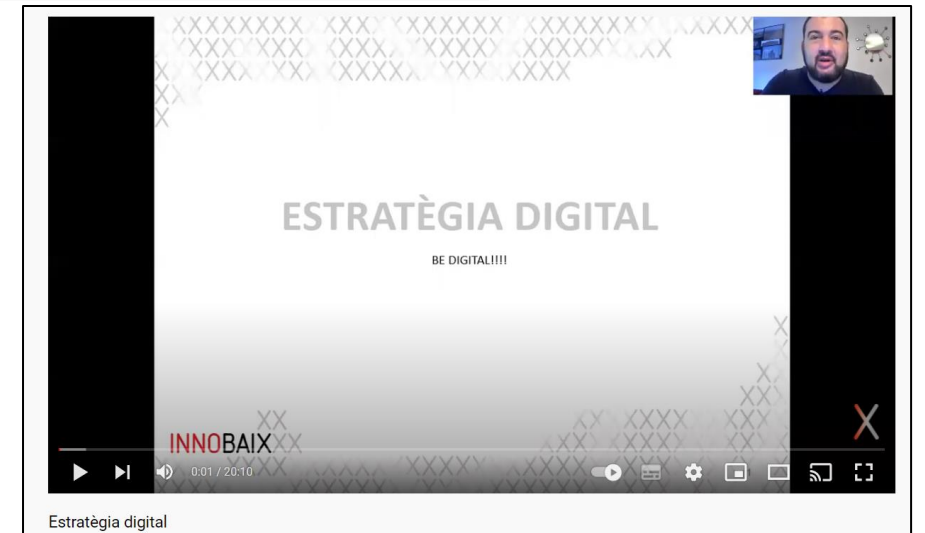 ESTRATÈGIA DIGITAL
BE DIGITAL!!!!
INNOBAIX
X
0:01 / 20:10
Estratègia digital